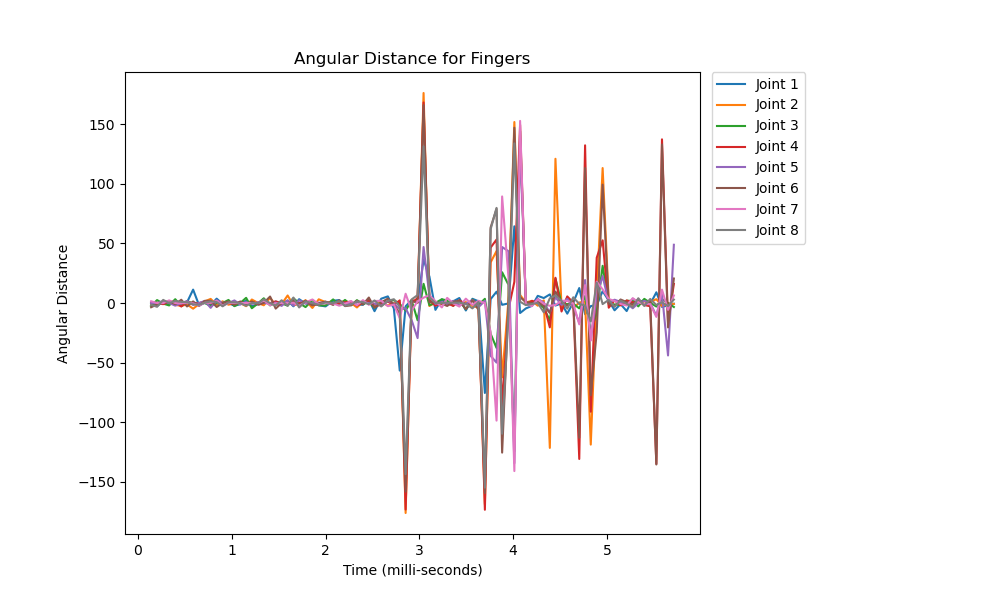 Angular Distance for Fingers
Joint 1
Joint 2
Joint 3
Joint 4
Joint 5
Joint 6
Joint 7
Joint 8
150
100
50
0
−50
−100
−150
Angular Distance
0 1 2 3 4 5
Time (milli-seconds)